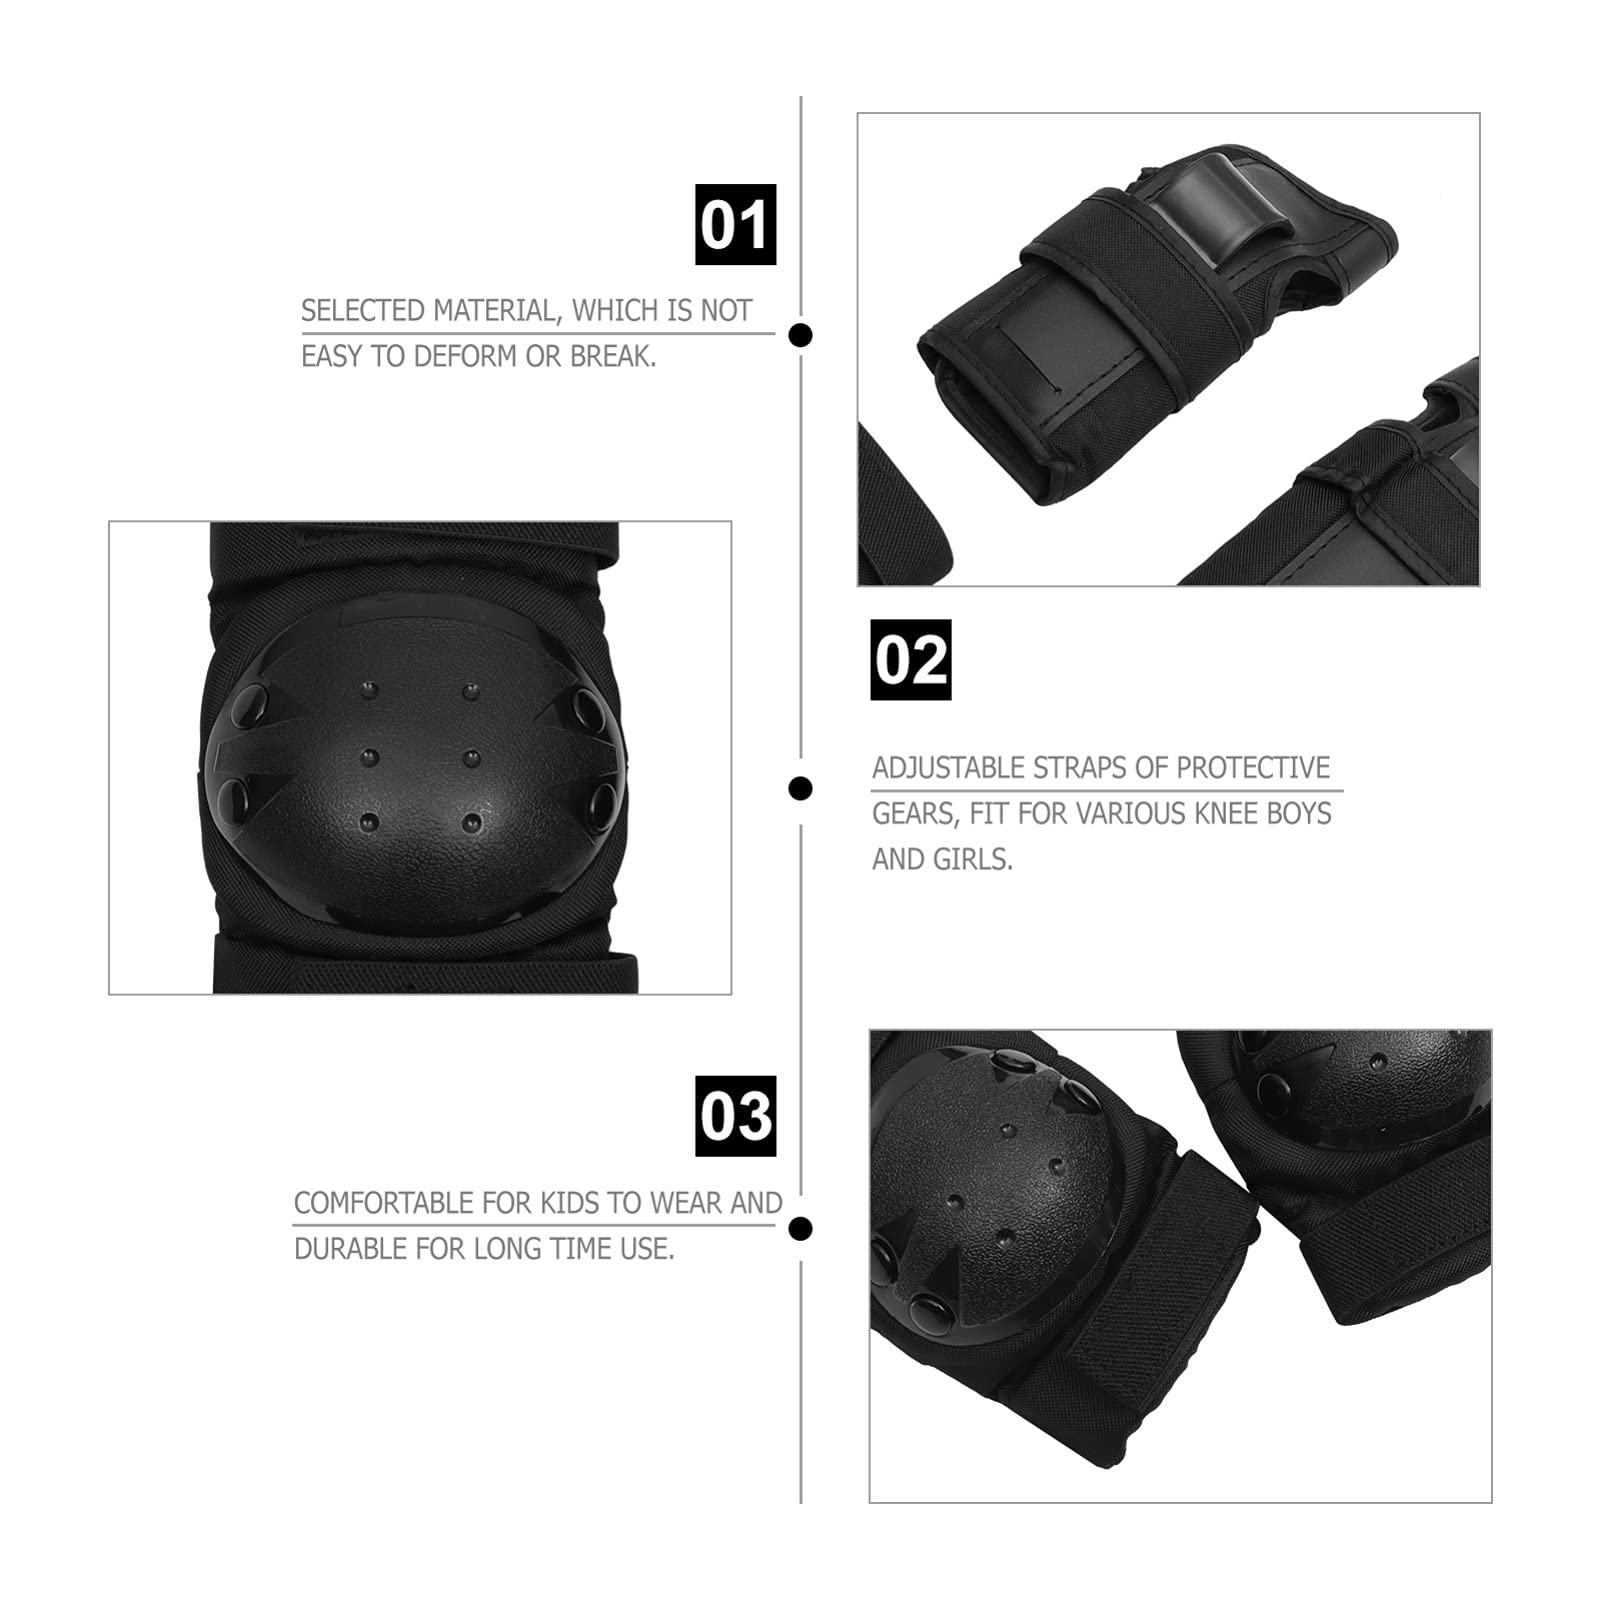 01
SELECTED MATERIAL, WHICH IS NOT
EASY TO DEFORM OR BREAK.
02
ADJUSTABLE STRAPS OF PROTECTIVE
GEARS, FIT FOR VARIOUS KNEE BOYS
AND GIRLS.
03
COMFORTABLE FOR KIDS TO WEAR AND
DURABLE FOR LONG TIME USE.